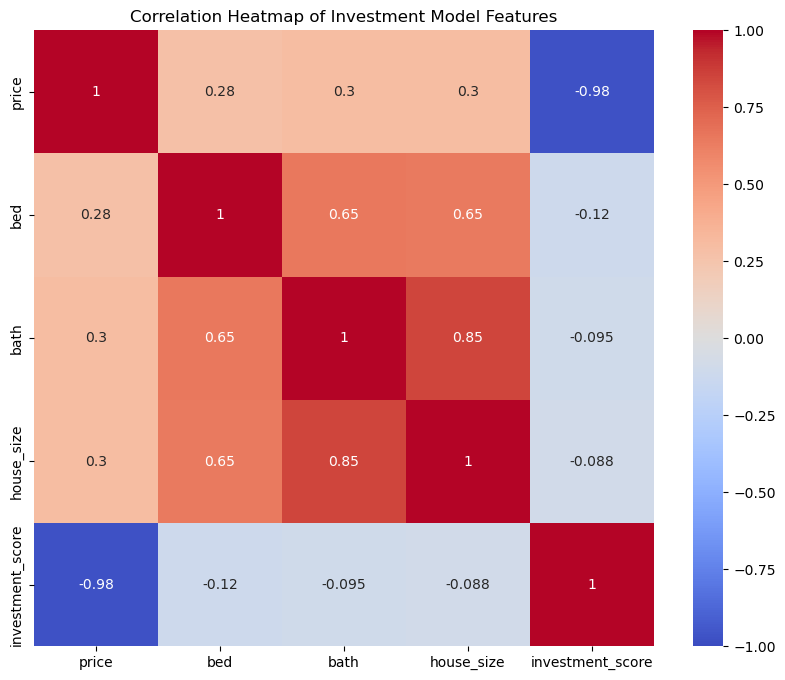 Correlation Heatmap of Investment Model Features
price 1 0.28 0.3 0.3 -0.98
bed 0.28 1 0.65 0.65 -0.12
bath 0.3 0.65 1 0.85 -0.095
house_size 0.3 0.65 0.85 1 -0.088
investment_score -0.98 -0.12 -0.095 -0.088 1
price bed bath house_size investment_score
1.00
0.75
0.50
0.25
0.00
−0.25
−0.50
−0.75
−1.00